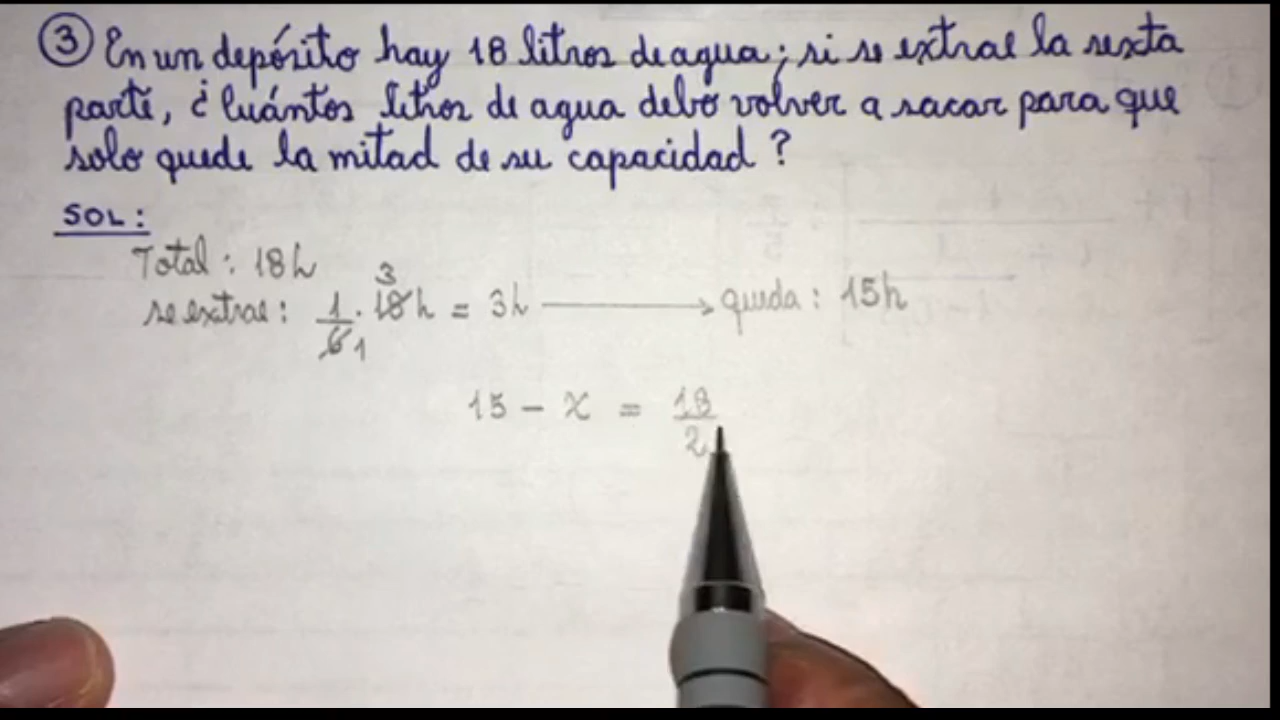 3 En un depósito hay 18 litros de agua; si se extrae la sexta
parte, ¿Cuántos litros de agua debo volver a sacar para que
solo quede la mitad de su capacidad?
SOL:
Total: 18 L
se extrae: 1/6 1 . 18 3 L = 3 L → queda: 15 L
15 - x = 18/2